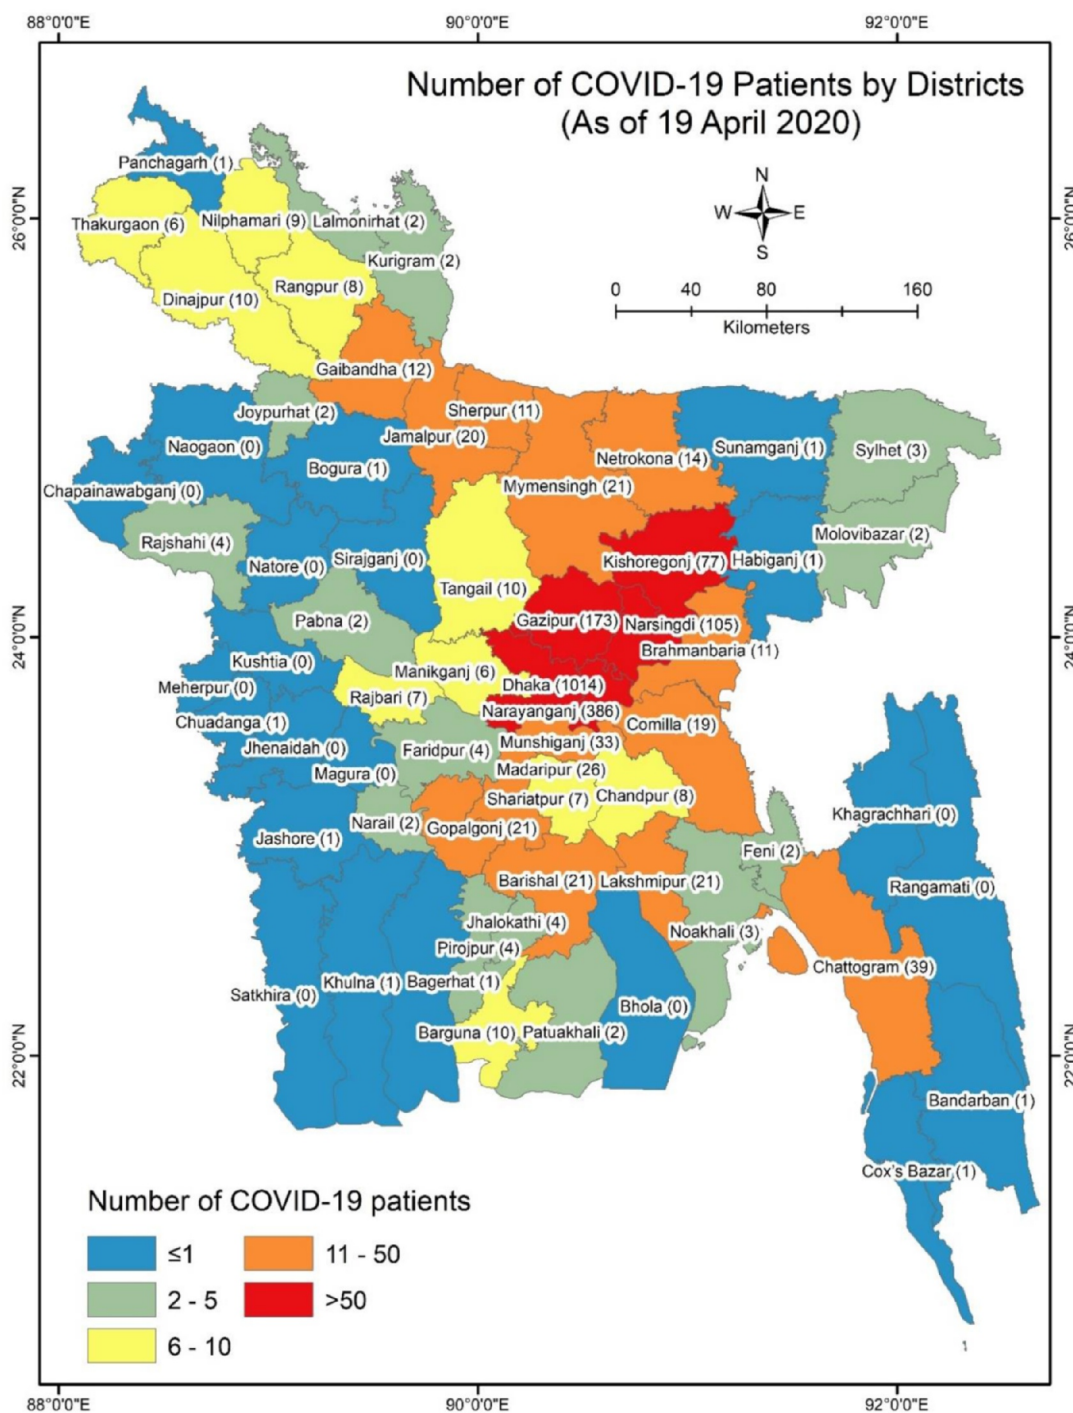 88°0'0"E 90°0'0"E 92°0'0"E
Number of COVID-19 Patients by Districts
(As of 19 April 2020)
N
W E
S
26°0'0"N 26°0'0"N
0 40 80 160
Kilometers
Panchagarh (1)
Thakurgaon (6)
Nilphamari (9)
Lalmonirhat (2)
Kurigram (2)
Dinajpur (10)
Rangpur (8)
Gaibandha (12)
Joypurhat (2)
Sherpur (11)
Jamalpur (20)
Naogaon (0)
Sunamganj (1)
Sylhet (3)
Bogura (1)
Netrokona (14)
Chapainawabganj (0)
Mymensingh (21)
Rajshahi (4)
Molovibazar (2)
Natore (0)
Sirajganj (0)
Kishoregonj (77)
Habiganj (1)
Tangail (10)
Pabna (2)
Gazipur (173)
Narsingdi (105)
24°0'0"N 24°0'0"N
Brahmanbaria (11)
Kushtia (0)
Manikganj (6)
Meherpur (0)
Rajbari (7)
Dhaka (1014)
Narayanganj (386)
Chuadanga (1)
Comilla (19)
Jhenaidah (0)
Faridpur (4)
Munshiganj (33)
Magura (0)
Madaripur (26)
Shariatpur (7)
Chandpur (8)
Khagrachhari (0)
Narail (2)
Gopalgonj (21)
Jashore (1)
Feni (2)
Barishal (21)
Lakshmipur (21)
Rangamati (0)
Jhalokathi (4)
Noakhali (3)
Pirojpur (4)
Chattogram (39)
Satkhira (0)
Khulna (1)
Bagerhat (1)
Bhola (0)
Barguna (10)
Patuakhali (2)
22°0'0"N 22°0'0"N
Bandarban (1)
Cox's Bazar (1)
Number of COVID-19 patients
≤1 11 - 50
2 - 5 >50
6 - 10
88°0'0"E 90°0'0"E 92°0'0"E